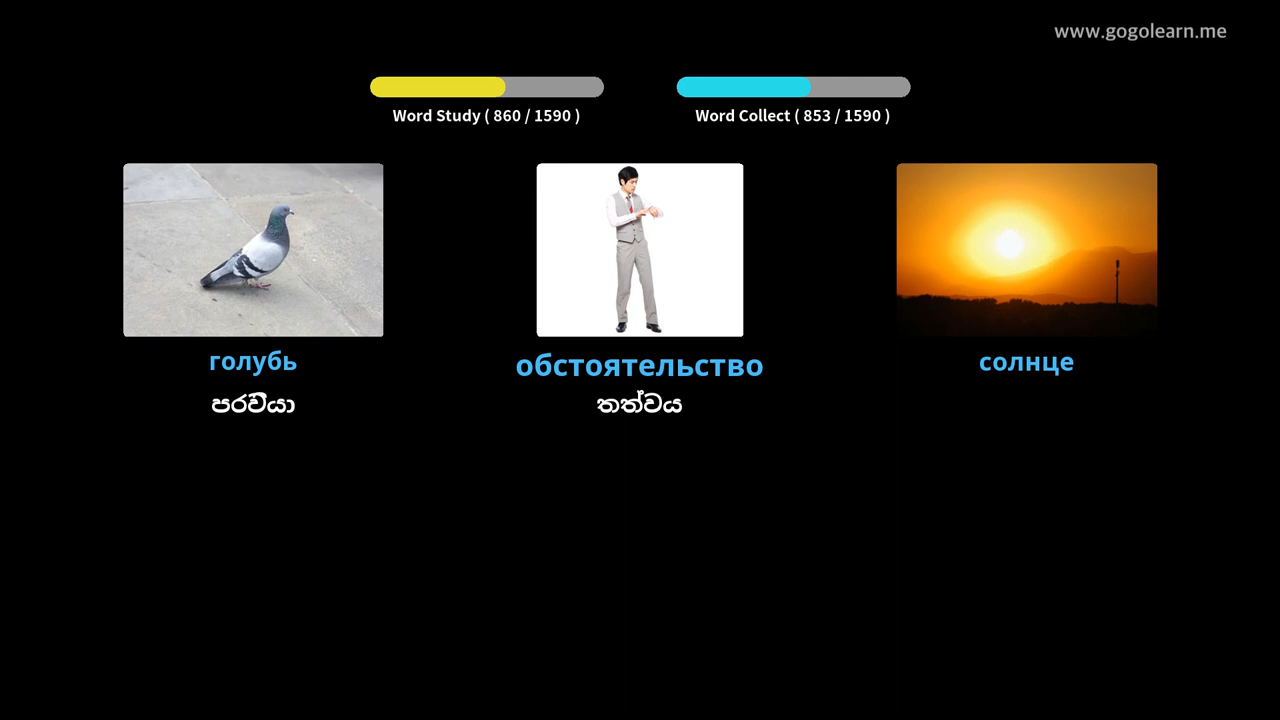 www.gogolearn.me
Word Study ( 860 / 1590 )
Word Collect ( 853 / 1590 )
голубь
පරවියා
обстоятельство
තත්වය
солнце